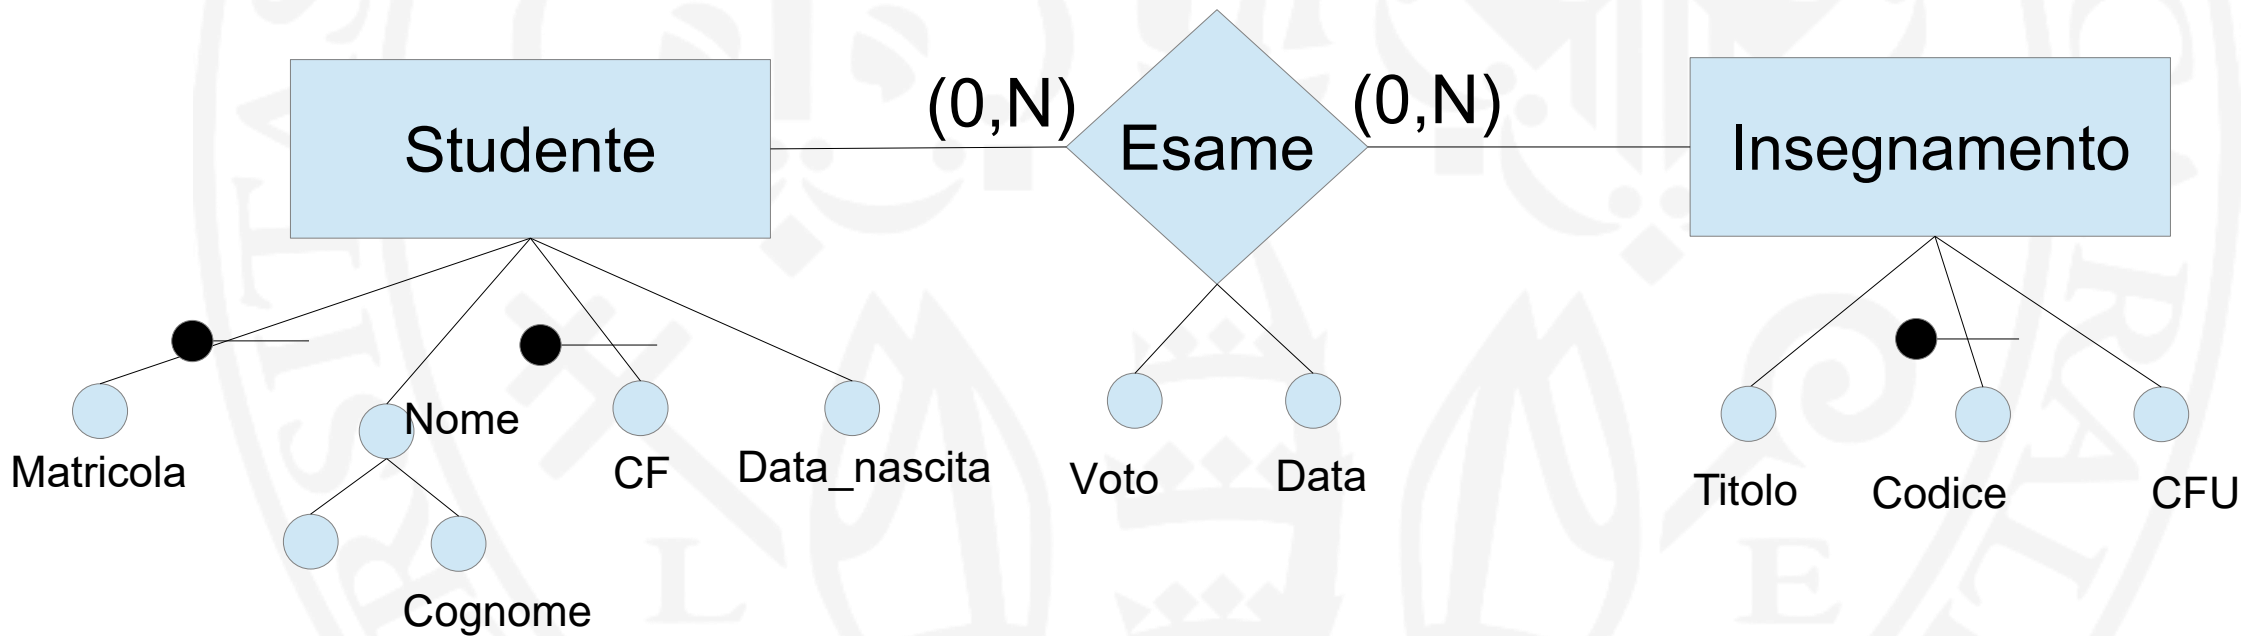 Studente
(0,N)
Esame
(0,N)
Insegnamento
Matricola
Nome
CF
Data_nascita
Voto
Data
Titolo
Codice
CFU
Cognome
L
E